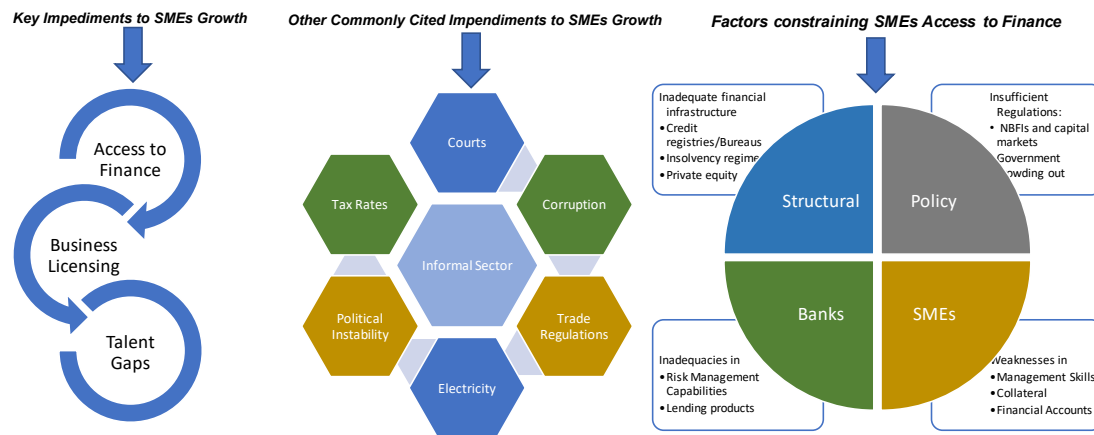 Key Impediments to SMEs Growth
Access to
Finance
Business
Licensing
Talent
Gaps
Other Commonly Cited Impendiments to SMEs Growth
Courts
Tax Rates
Corruption
Informal Sector
Political
Instability
Trade
Regulations
Electricity
Factors constraining SMEs Access to Finance
Inadequate financial
infrastructure
• Credit
registries/Bureaus
• Insolvency regime
• Private equity
Insufficient
Regulations:
• NBFIs and capital
markets
Government
rowding out
Structural
Policy
Banks
SMEs
Inadequacies in
• Risk Management
Capabilities
• Lending products
Weaknesses in
• Management Skills
• Collateral
• Financial Accounts